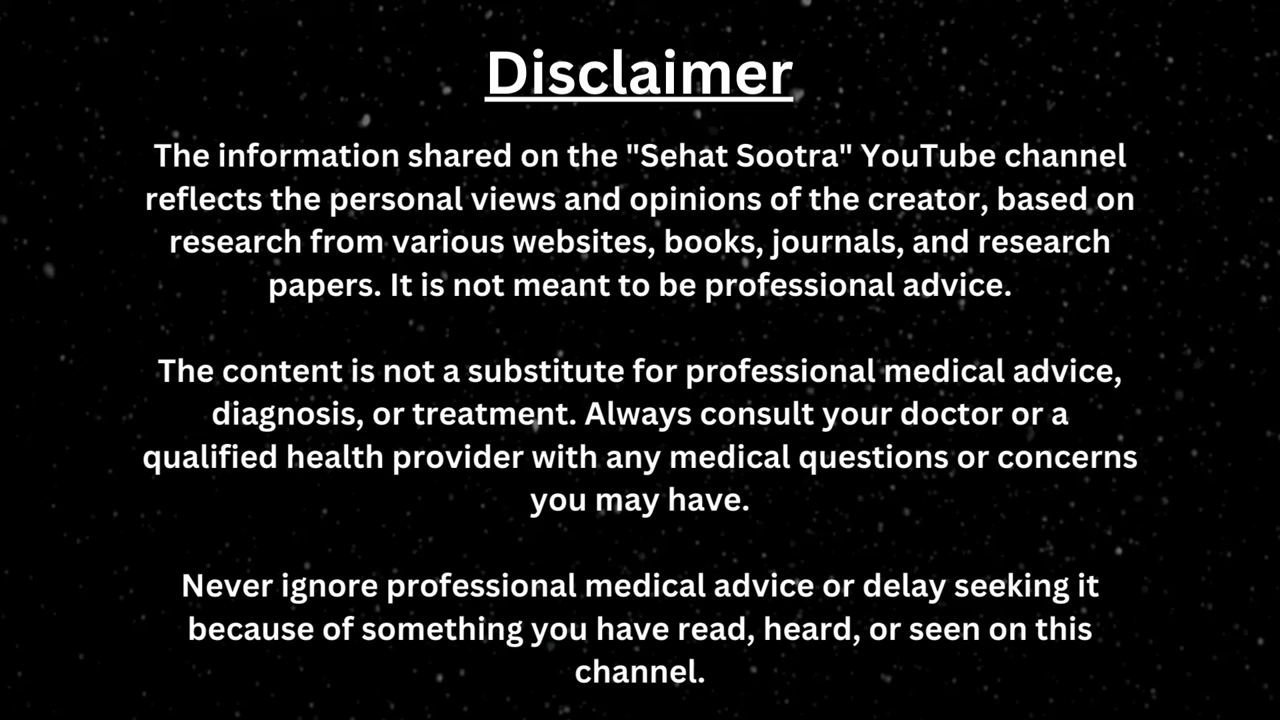 Disclaimer
The information shared on the "Sehat Sootra" YouTube channel
reflects the personal views and opinions of the creator, based on
research from various websites, books, journals, and research
papers. It is not meant to be professional advice.
The content is not a substitute for professional medical advice,
diagnosis, or treatment. Always consult your doctor or a
qualified health provider with any medical questions or concerns
you may have.
Never ignore professional medical advice or delay seeking it
because of something you have read, heard, or seen on this
channel.